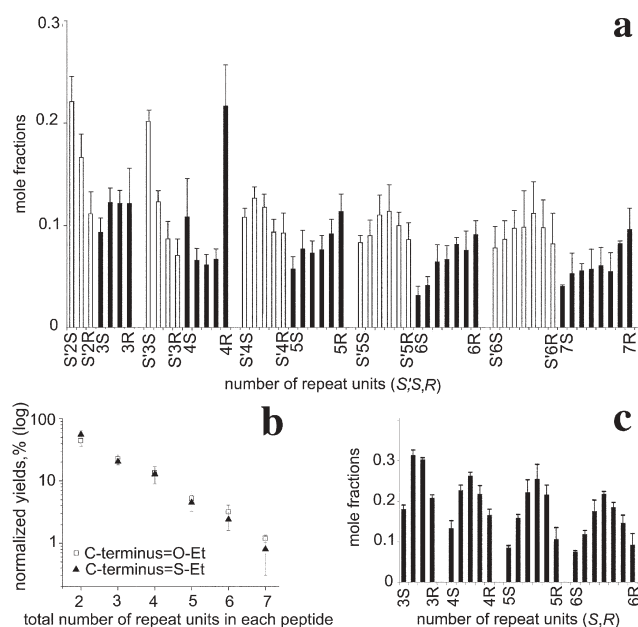 a
mole fractions
0.3
0.2
0.1
0
S'2S
S'2R
3S
3R
S'3S
S'3R
4S
4R
S'4S
S'4R
5S
5R
S'5S
S'5R
6S
6R
S'6S
S'6R
7S
7R
number of repeat units (S',S,R)
b
normalized yields,% (log)
100
10
1
C-terminus=O-Et
C-terminus=S-Et
2 3 4 5 6 7
total number of repeat units in each peptide
c
mole fractions
0.3
0.2
0.1
0
3S
3R
4S
4R
5S
5R
6S
6R
number of repeat units (S,R)